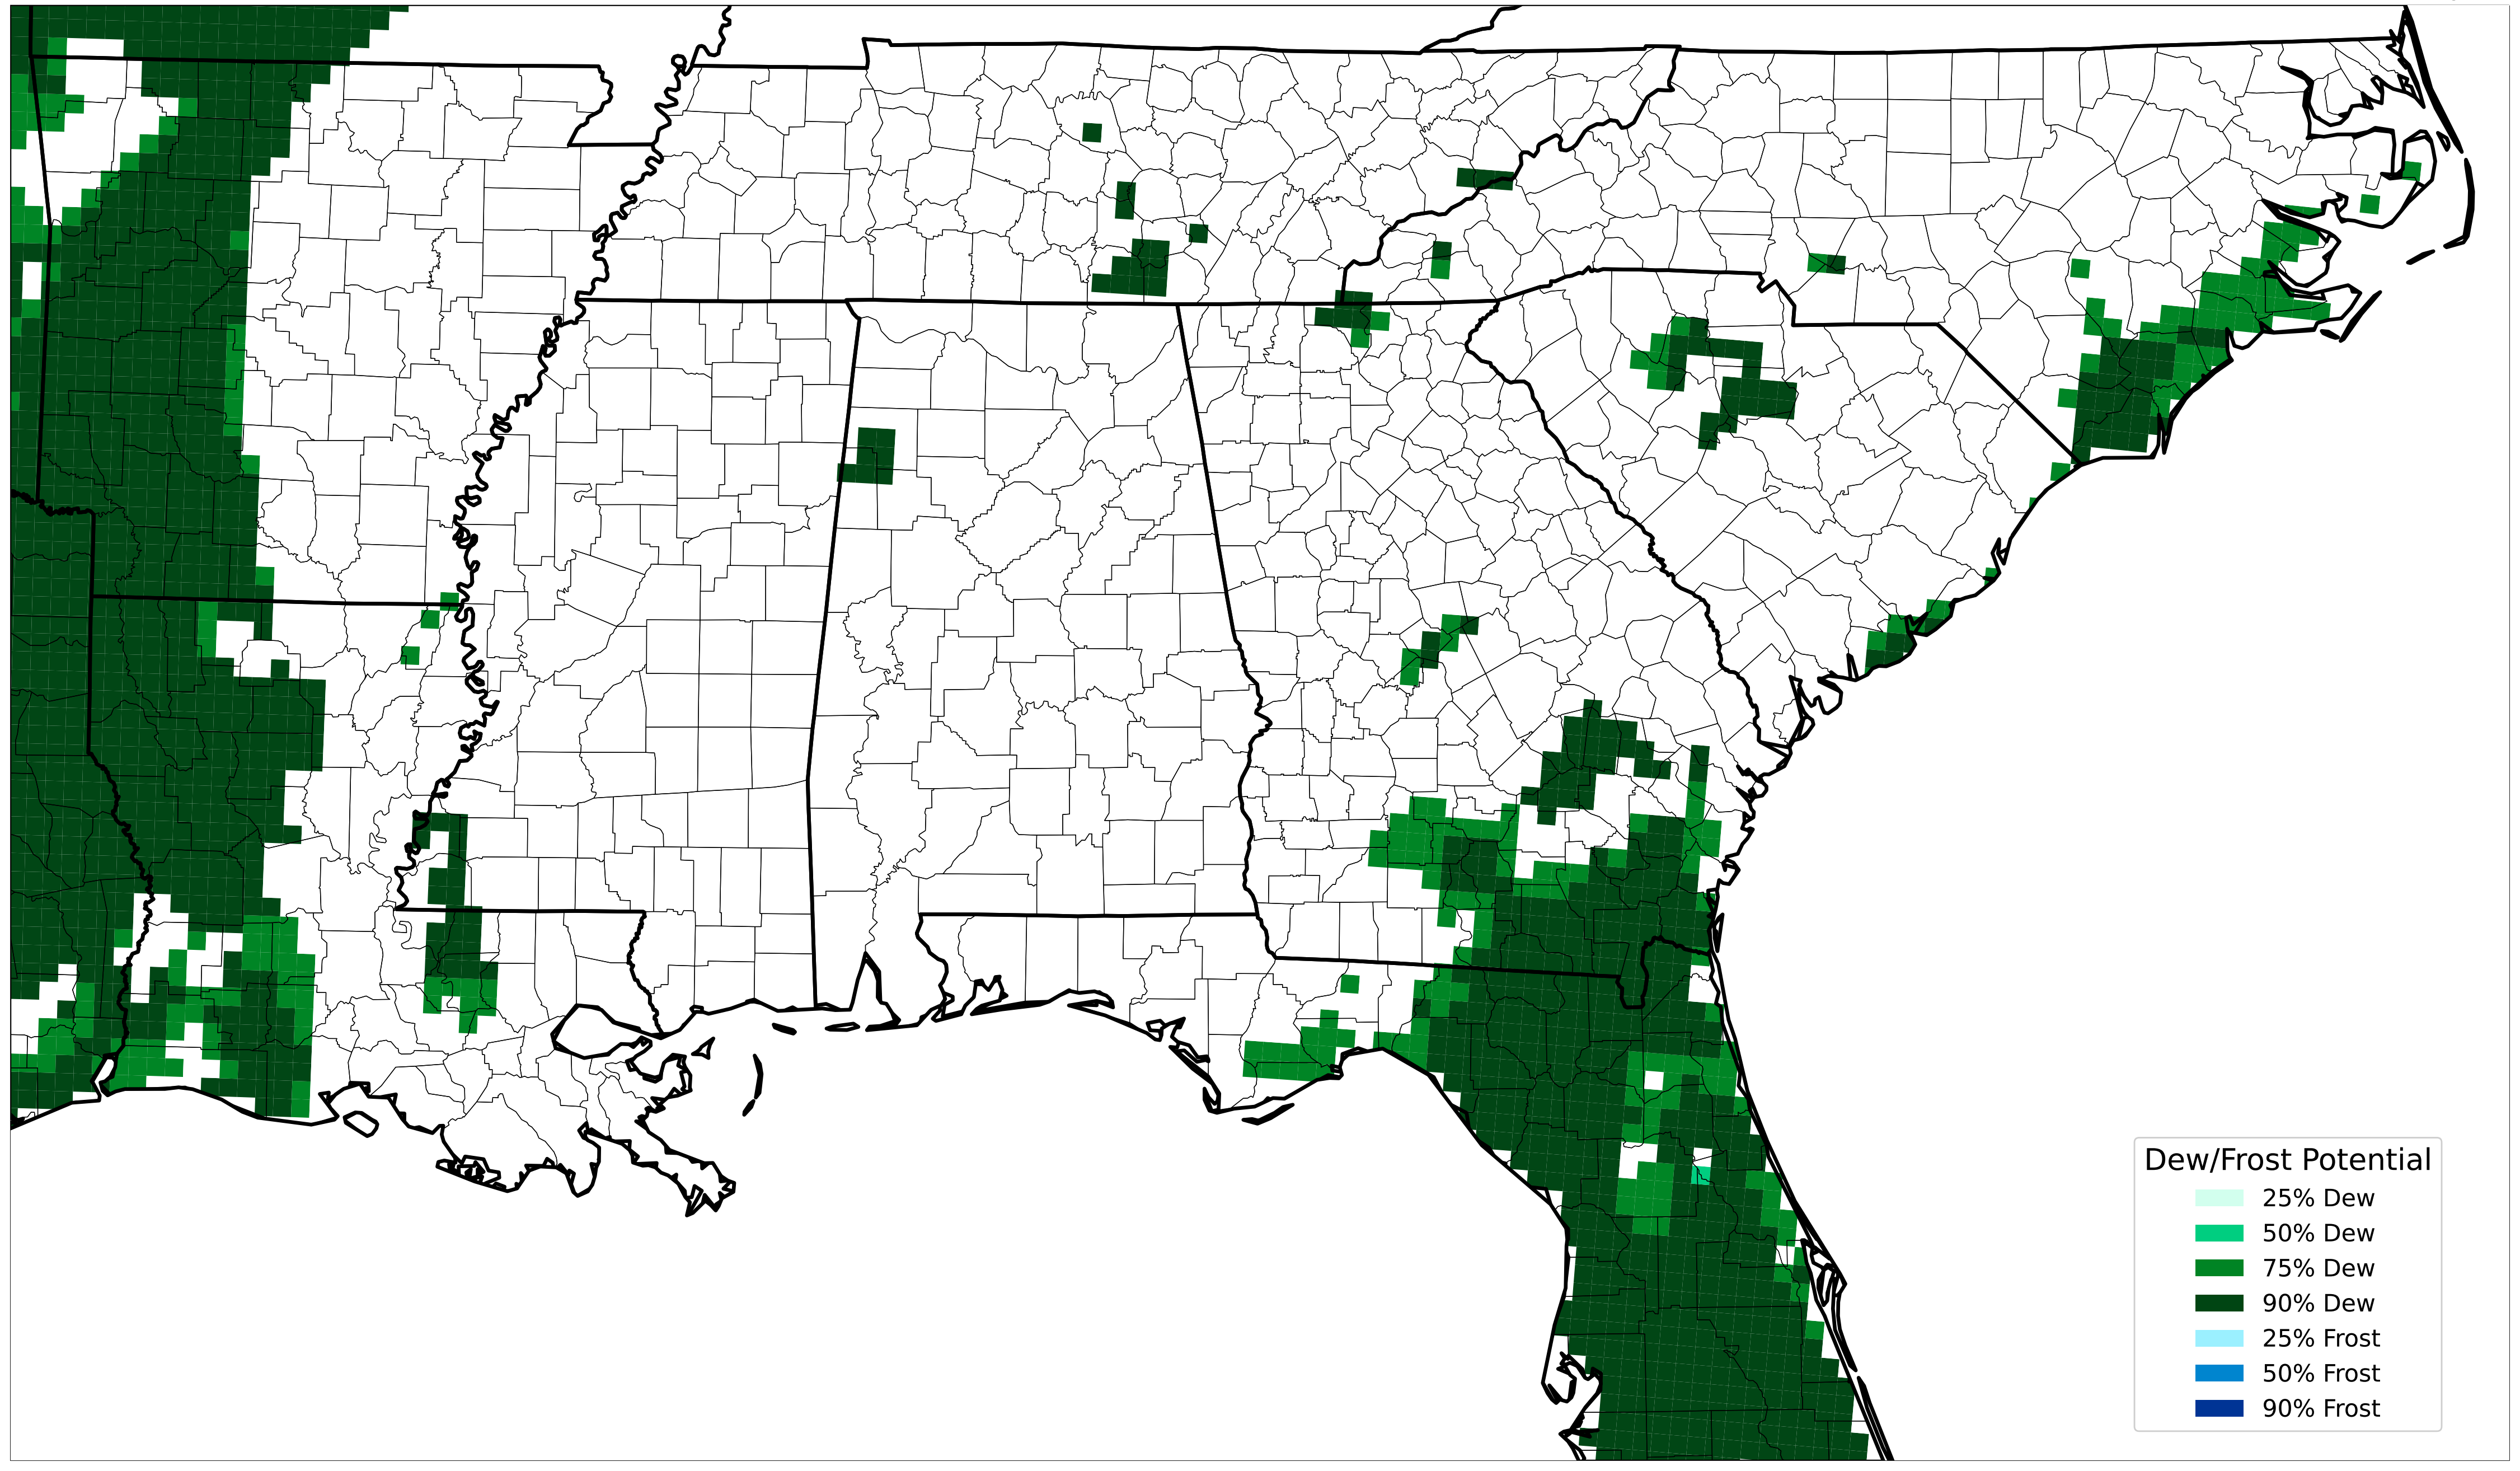 Dew/Frost Potential
25% Dew
50% Dew
75% Dew
90% Dew
25% Frost
50% Frost
90% Frost